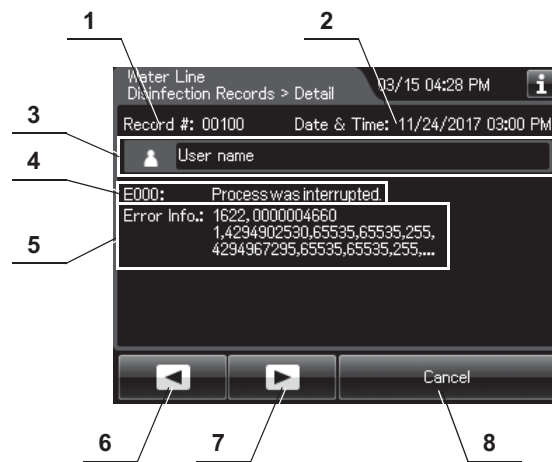 1
2
Water Line
Disinfection Records > Detail
03/15 04:28 PM
i
3
Record #: 00100 Date & Time: 11/24/2017 03:00 PM
User name
4
E000: Process was interrupted.
Error Info.: 1622, 0000004660
1,4294902530,65535,65535,255,
4294967295,65535,65535,255,...
5
Cancel
6
7
8